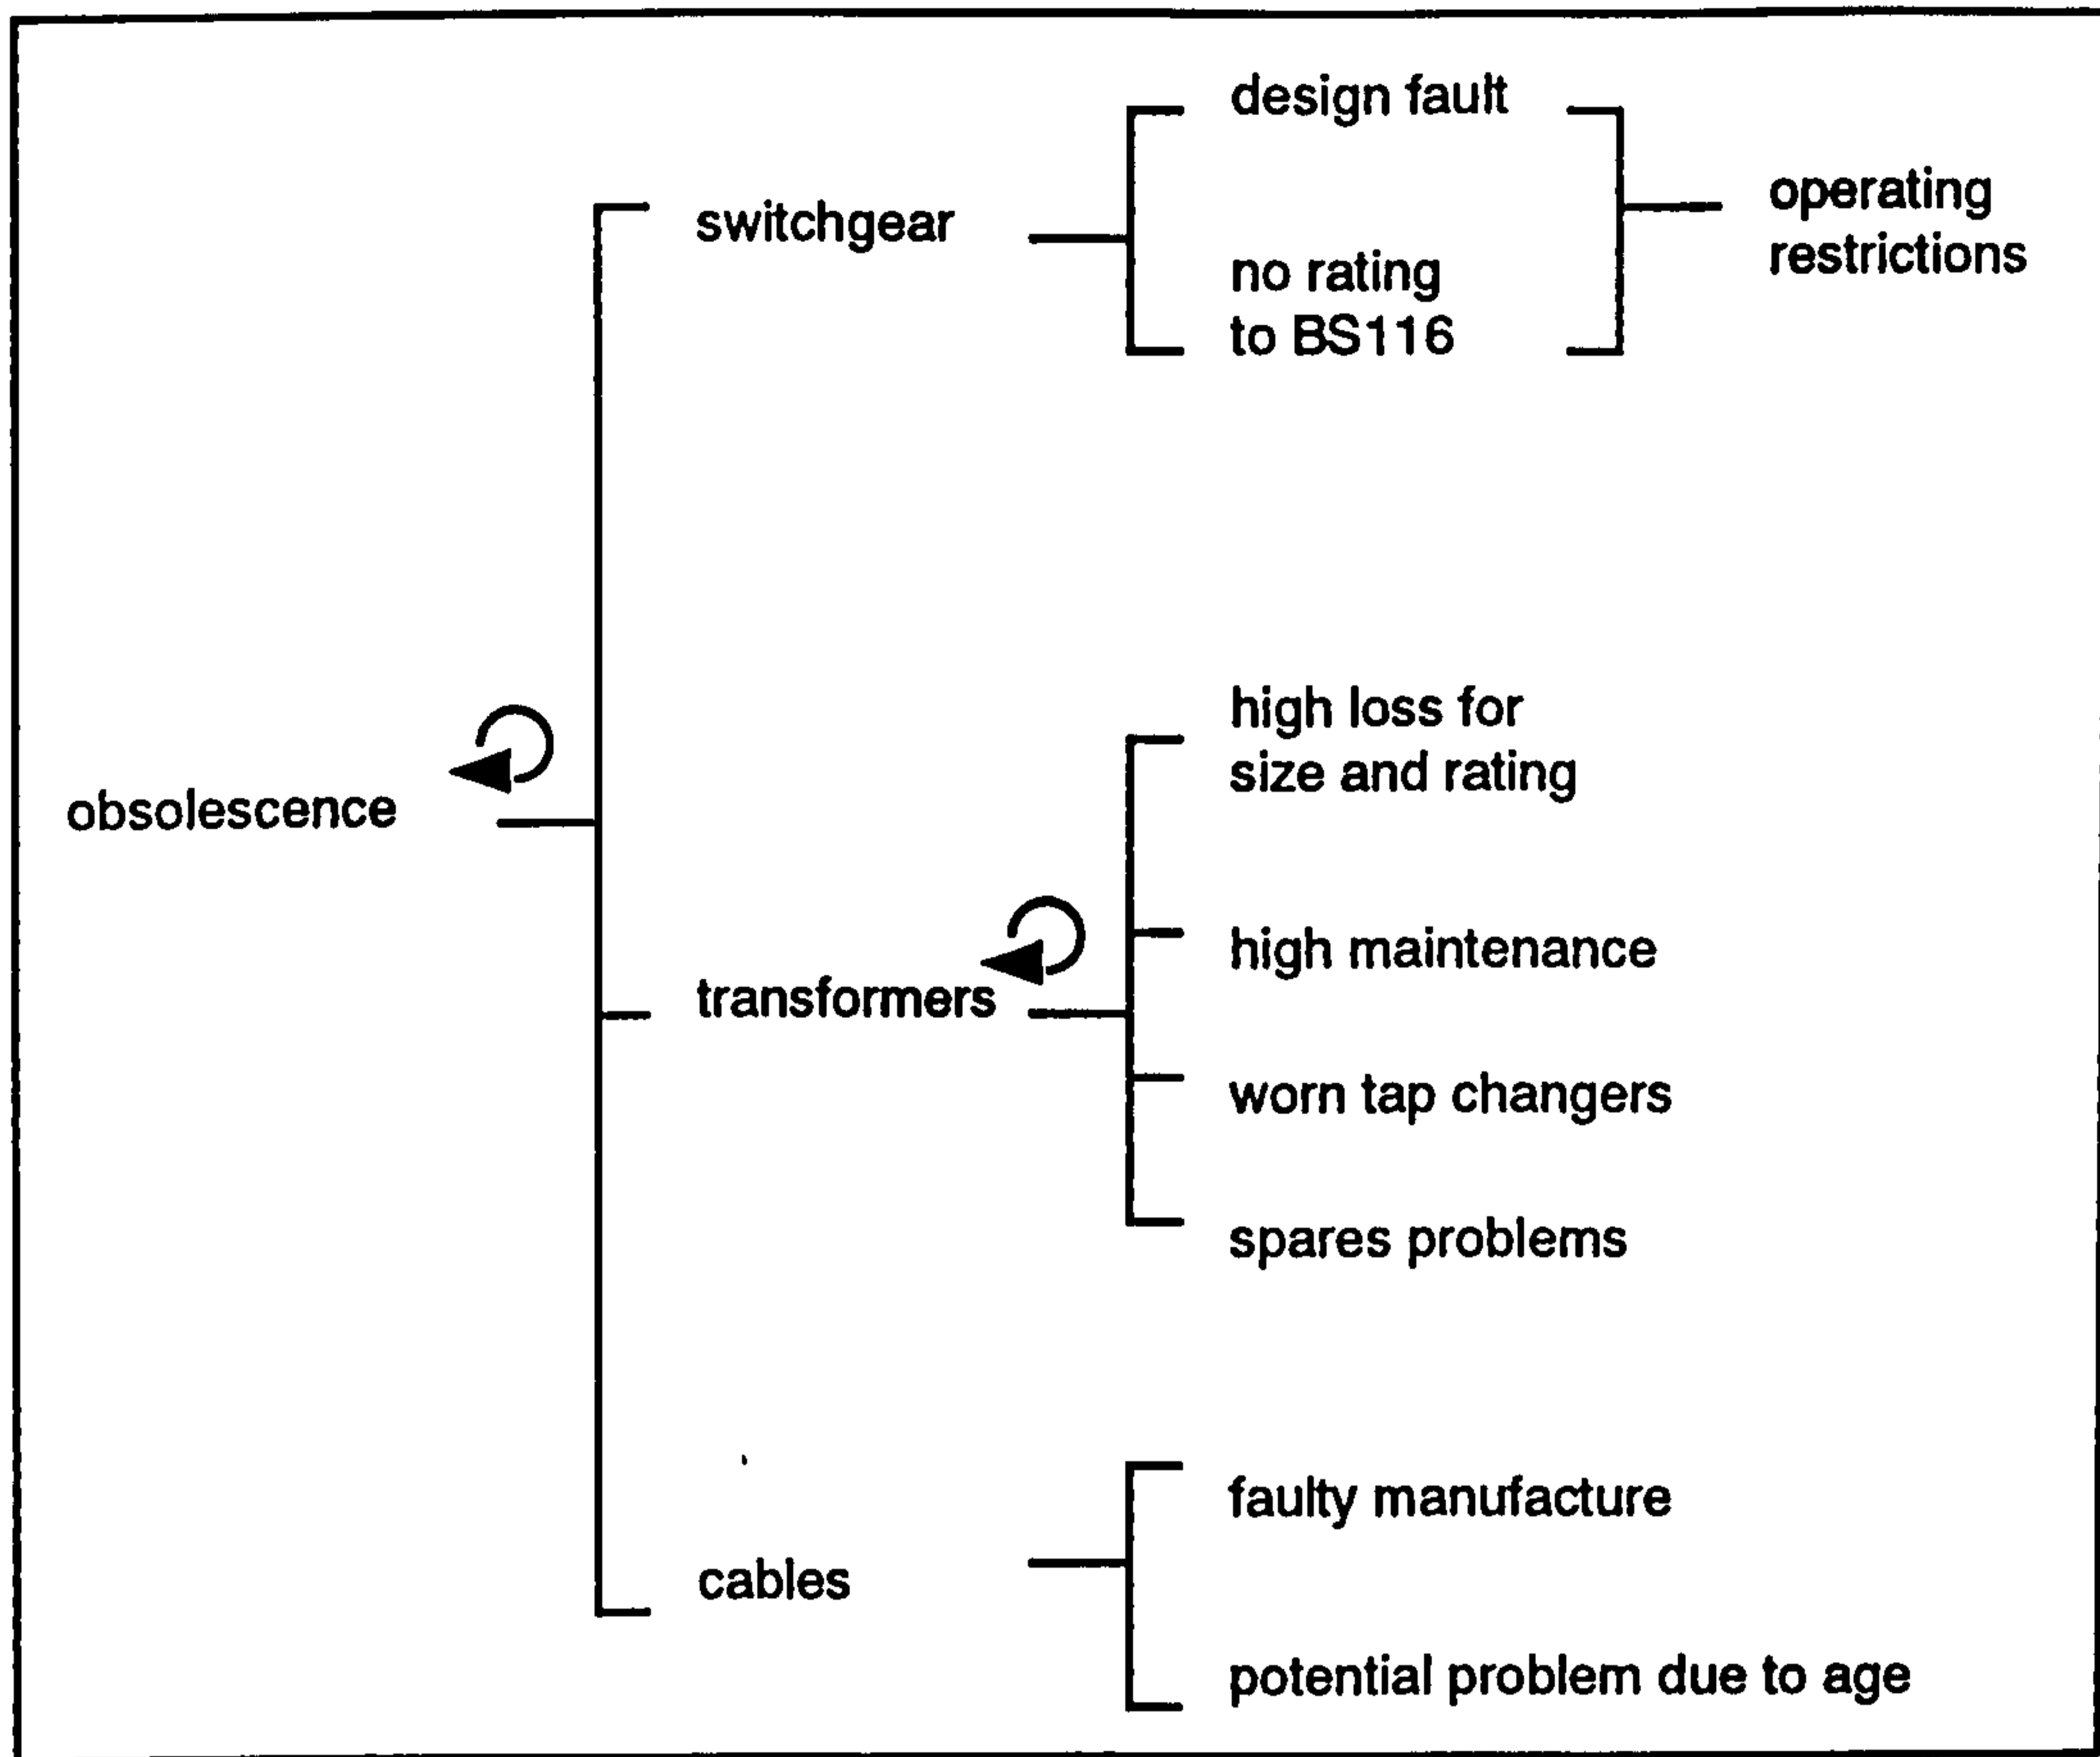 design fault
operating
restrictions
switchgear
no rating
to BS116
high loss for
size and rating
obsolescence
high maintenance
transformers
worn tap changers
spares problems
faulty manufacture
cables
potential problem due to age